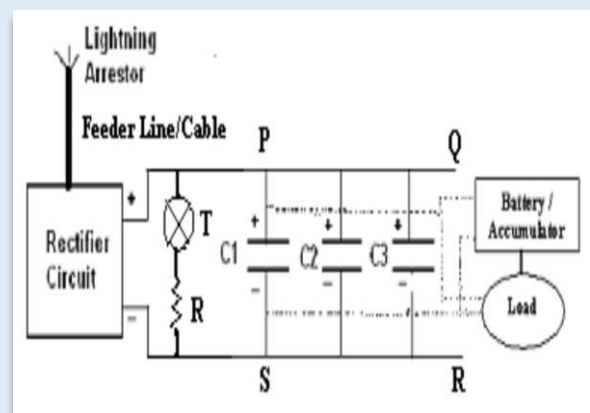 Lightning
Arrestor
Feeder Line/Cable
P
Q
+
Rectifier
Circuit
−
T
R
+
C1
−
+
C2
−
+
C3
−
Battery /
Accumulator
Load
S
R